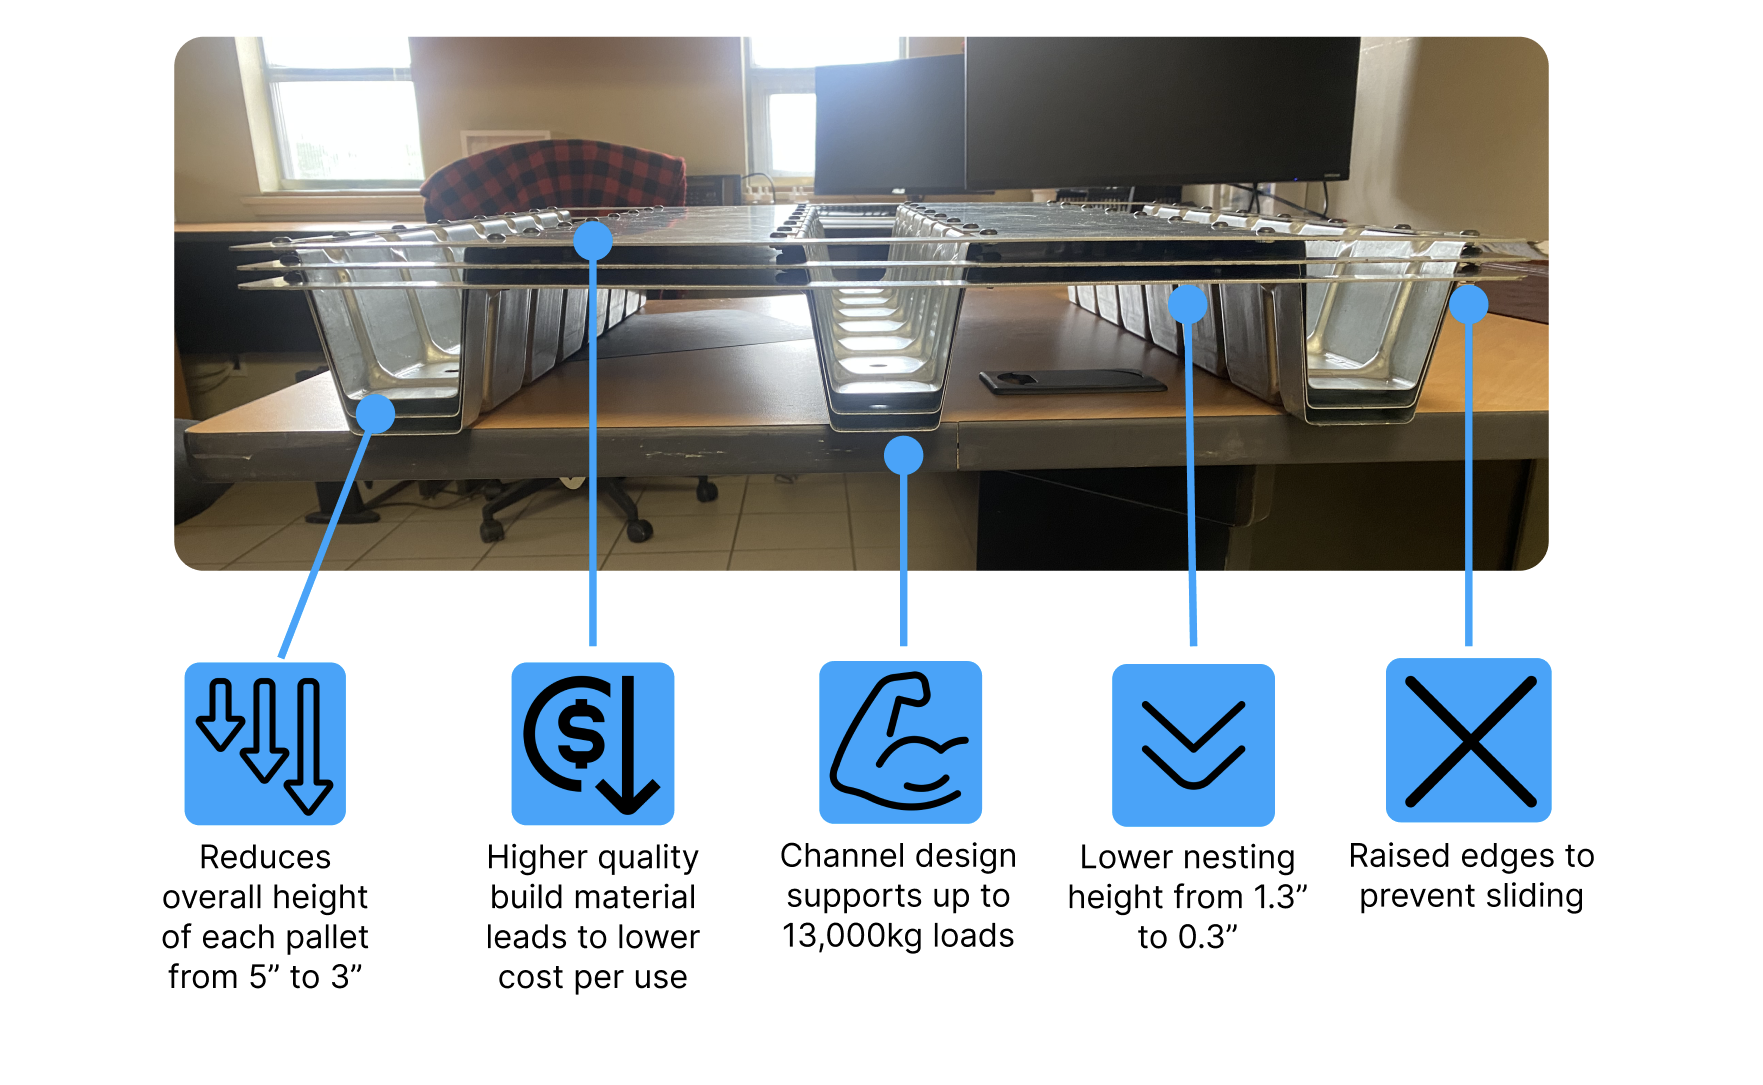 Reduces
overall height
of each pallet
from 5” to 3”
Higher quality
build material
leads to lower
cost per use
Channel design
supports up to
13,000kg loads
Lower nesting
height from 1.3”
to 0.3”
Raised edges to
prevent sliding